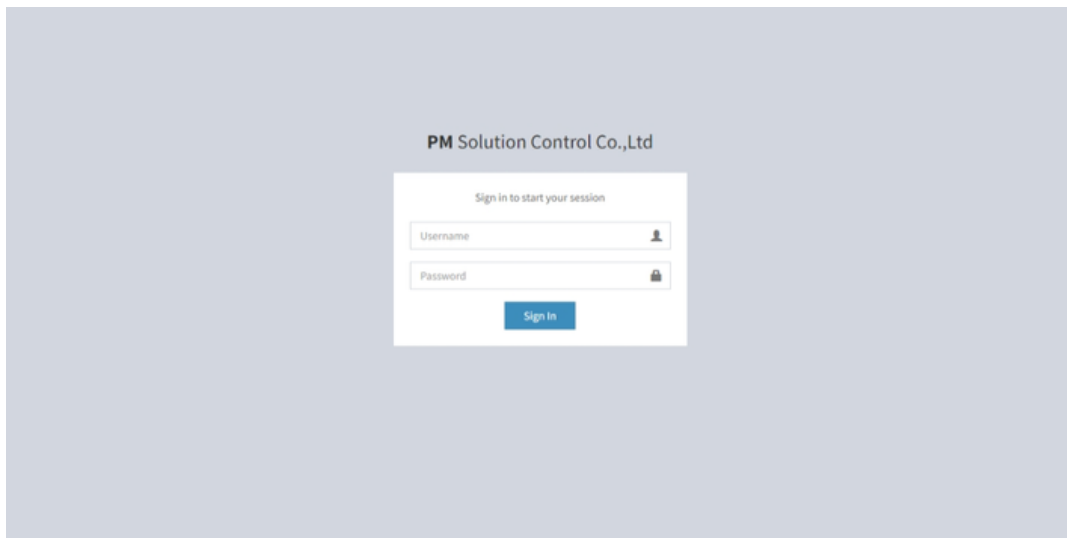 PM Solution Control Co.,Ltd
Sign in to start your session
Username
Password
Sign In